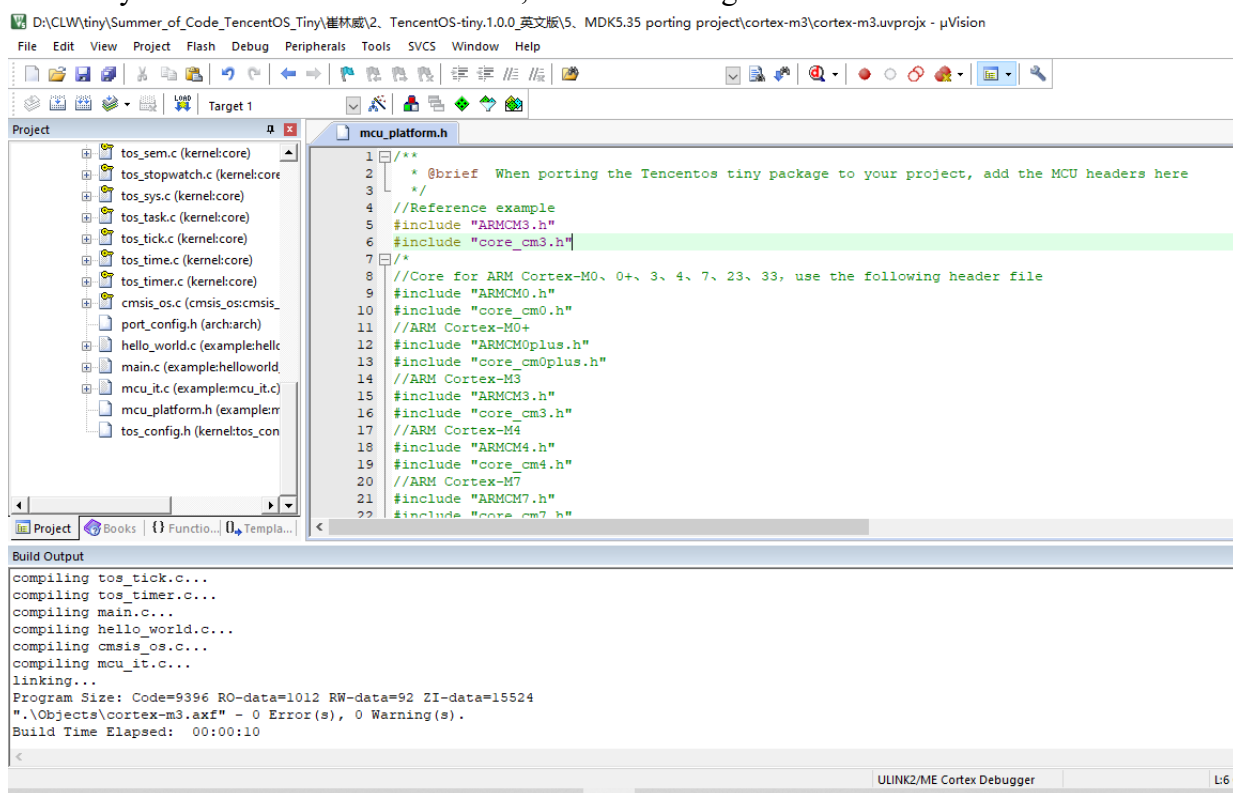 D:\CLW\tiny\Summer_of_Code_TencentOS_Tiny\崔林威\2、TencentOS-tiny.1.0.0_英文版\5、MDK5.35 porting project\cortex-m3\cortex-m3.uvprojx - µVision
File Edit View Project Flash Debug Peripherals Tools SVCS Window Help
LOAD Target 1
Project
mcu_platform.h
tos_sem.c (kernel:core)
tos_stopwatch.c (kernel:core
tos_sys.c (kernel:core)
tos_task.c (kernel:core)
tos_tick.c (kernel:core)
tos_time.c (kernel:core)
tos_timer.c (kernel:core)
cmsis_os.c (cmsis_os:cmsis_
port_config.h (arch:arch)
hello_world.c (example:hellc
main.c (example:helloworld
mcu_it.c (example:mcu_it.c)
mcu_platform.h (example:m
tos_config.h (kernel:tos_con
Project Books {} Functio... 0 Templa...
1 /**
2 * @brief When porting the Tencentos tiny package to your project, add the MCU headers here
3 */
4 //Reference example
5 #include "ARMCM3.h"
6 #include "core_cm3.h"
7 /*
8 //Core for ARM Cortex-M0、0+、3、4、7、23、33, use the following header file
9 #include "ARMCM0.h"
10 #include "core_cm0.h"
11 //ARM Cortex-M0+
12 #include "ARMCM0plus.h"
13 #include "core_cm0plus.h"
14 //ARM Cortex-M3
15 #include "ARMCM3.h"
16 #include "core_cm3.h"
17 //ARM Cortex-M4
18 #include "ARMCM4.h"
19 #include "core_cm4.h"
20 //ARM Cortex-M7
21 #include "ARMCM7.h"
22 #include "core_cm7.h"
Build Output
compiling tos_tick.c...
compiling tos_timer.c...
compiling main.c...
compiling hello_world.c...
compiling cmsis_os.c...
compiling mcu_it.c...
linking...
Program Size: Code=9396 RO-data=1012 RW-data=92 ZI-data=15524
".\Objects\cortex-m3.axf" - 0 Error(s), 0 Warning(s).
Build Time Elapsed: 00:00:10
ULINK2/ME Cortex Debugger
L:6